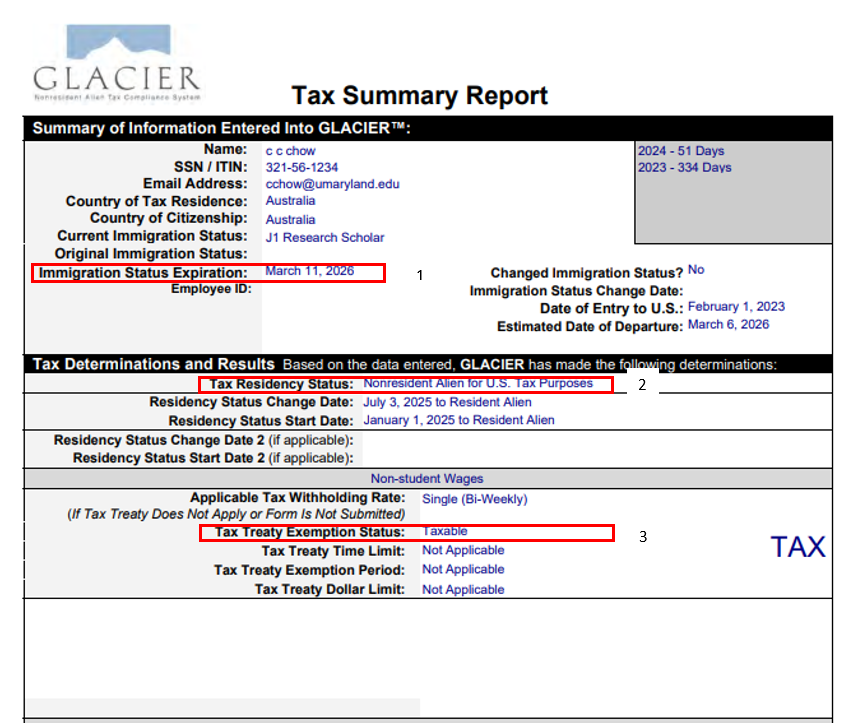 GLACIER
Nonresident Alien Tax Compliance System
Tax Summary Report
Summary of Information Entered Into GLACIER™:
Name: c c chow
2024 - 51 Days
SSN / ITIN: 321-56-1234
2023 - 334 Days
Email Address: cchow@umaryland.edu
Country of Tax Residence: Australia
Country of Citizenship: Australia
Current Immigration Status: J1 Research Scholar
Original Immigration Status:
Immigration Status Expiration: March 11, 2026
1
Changed Immigration Status? No
Employee ID:
Immigration Status Change Date:
Date of Entry to U.S.: February 1, 2023
Estimated Date of Departure: March 6, 2026
Tax Determinations and Results Based on the data entered, GLACIER has made the following determinations:
Tax Residency Status: Nonresident Alien for U.S. Tax Purposes
2
Residency Status Change Date: July 3, 2025 to Resident Alien
Residency Status Start Date: January 1, 2025 to Resident Alien
Residency Status Change Date 2 (if applicable):
Residency Status Start Date 2 (if applicable):
Non-student Wages
Applicable Tax Withholding Rate: Single (Bi-Weekly)
(If Tax Treaty Does Not Apply or Form Is Not Submitted)
Tax Treaty Exemption Status: Taxable
3
TAX
Tax Treaty Time Limit: Not Applicable
Tax Treaty Exemption Period: Not Applicable
Tax Treaty Dollar Limit: Not Applicable